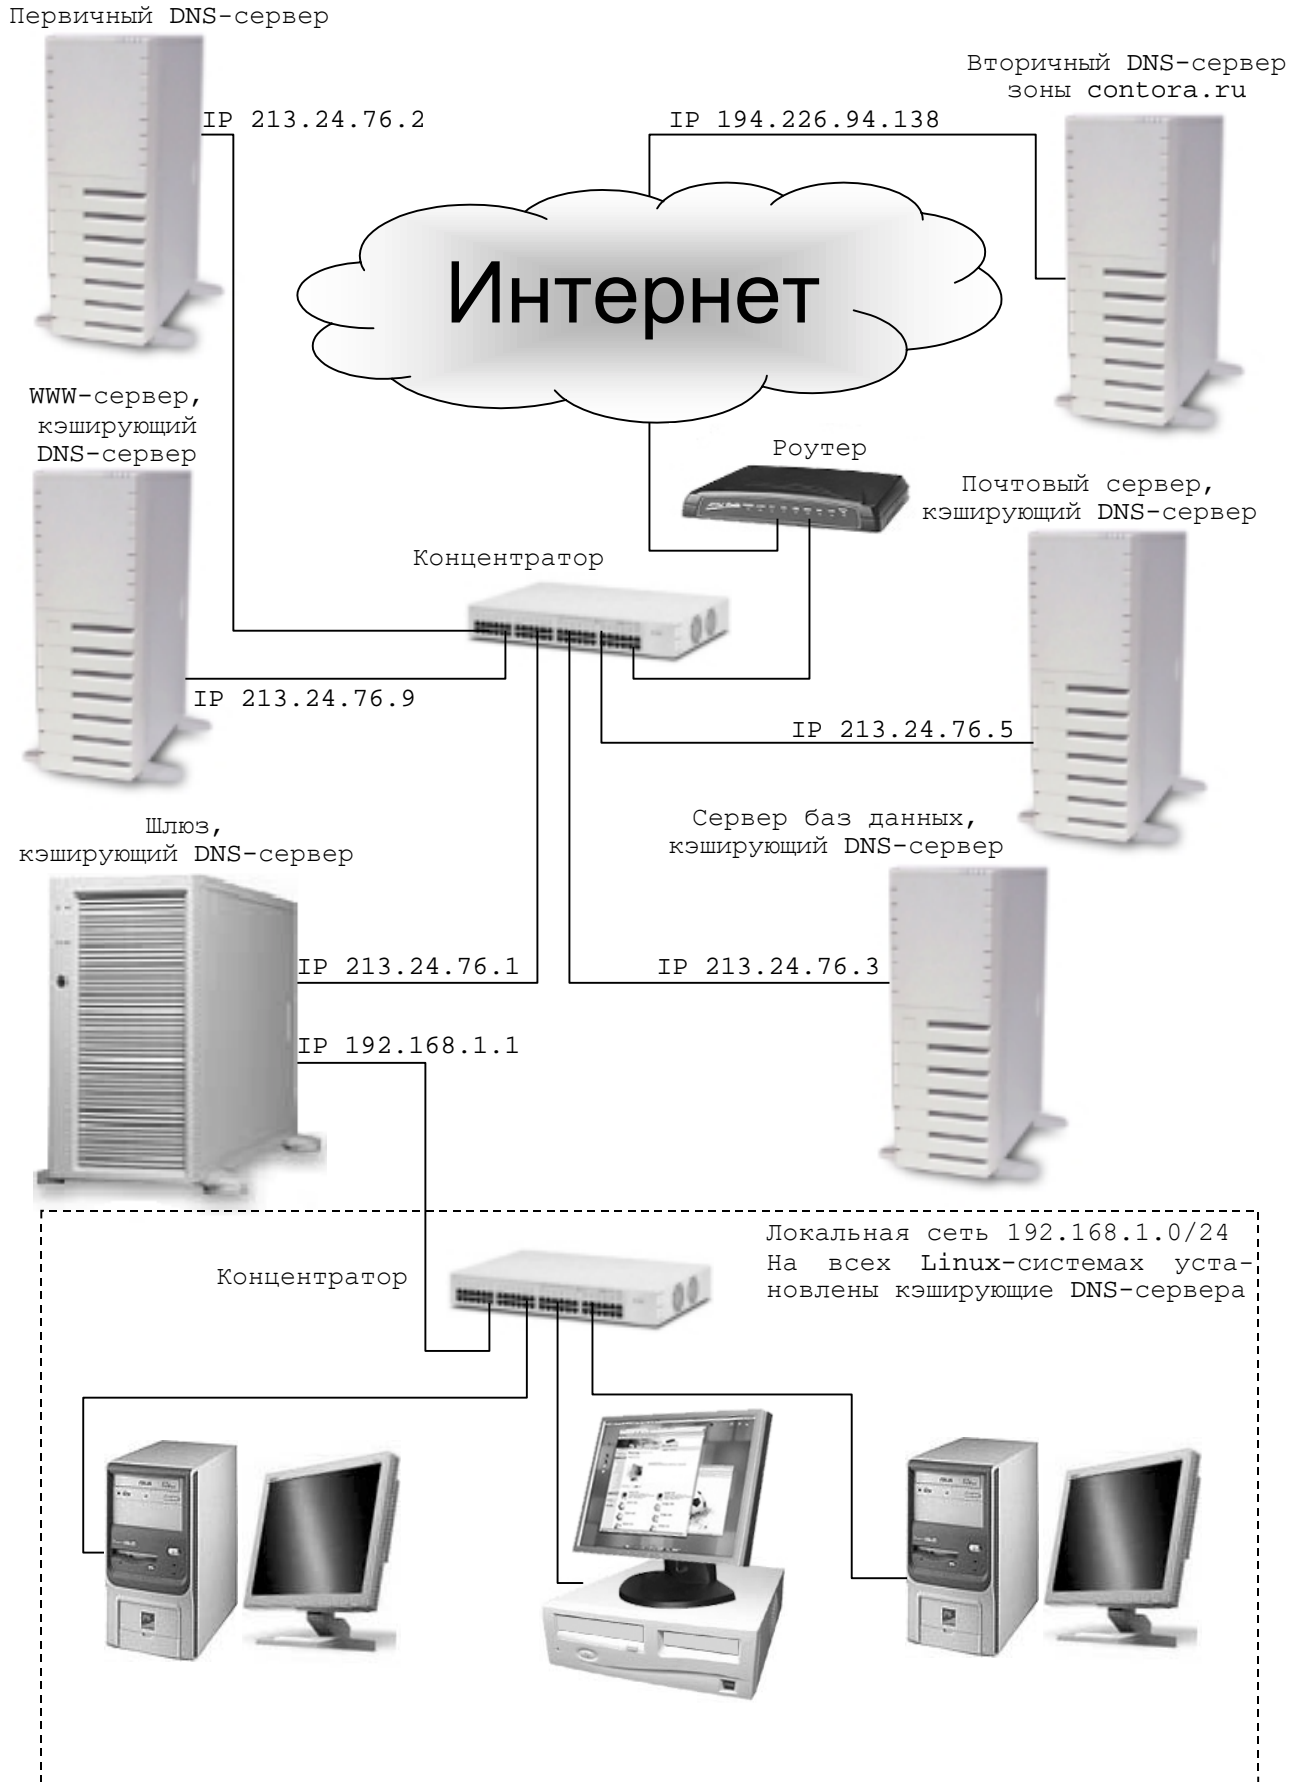 Первичный DNS-сервер
Вторичный DNS-сервер
зоны contora.ru
IP 213.24.76.2
IP 194.226.94.138
Интернет
WWW-сервер,
кэширующий
DNS-сервер
Роутер
Почтовый сервер,
кэширующий DNS-сервер
Концентратор
IP 213.24.76.9
IP 213.24.76.5
Шлюз,
кэширующий DNS-сервер
Сервер баз данных,
кэширующий DNS-сервер
IP 213.24.76.1
IP 213.24.76.3
IP 192.168.1.1
Локальная сеть 192.168.1.0/24
На всех Linux-системах уста-
новлены кэширующие DNS-сервера
Концентратор